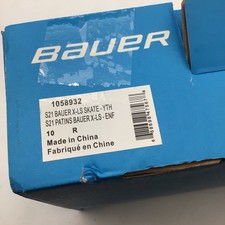 BAUER
1058932
S21 BAUER X-LS SKATE - YTH
S21 PATINS BAUER X-LS - ENF
10 R
Made in China
Fabriqué en Chine